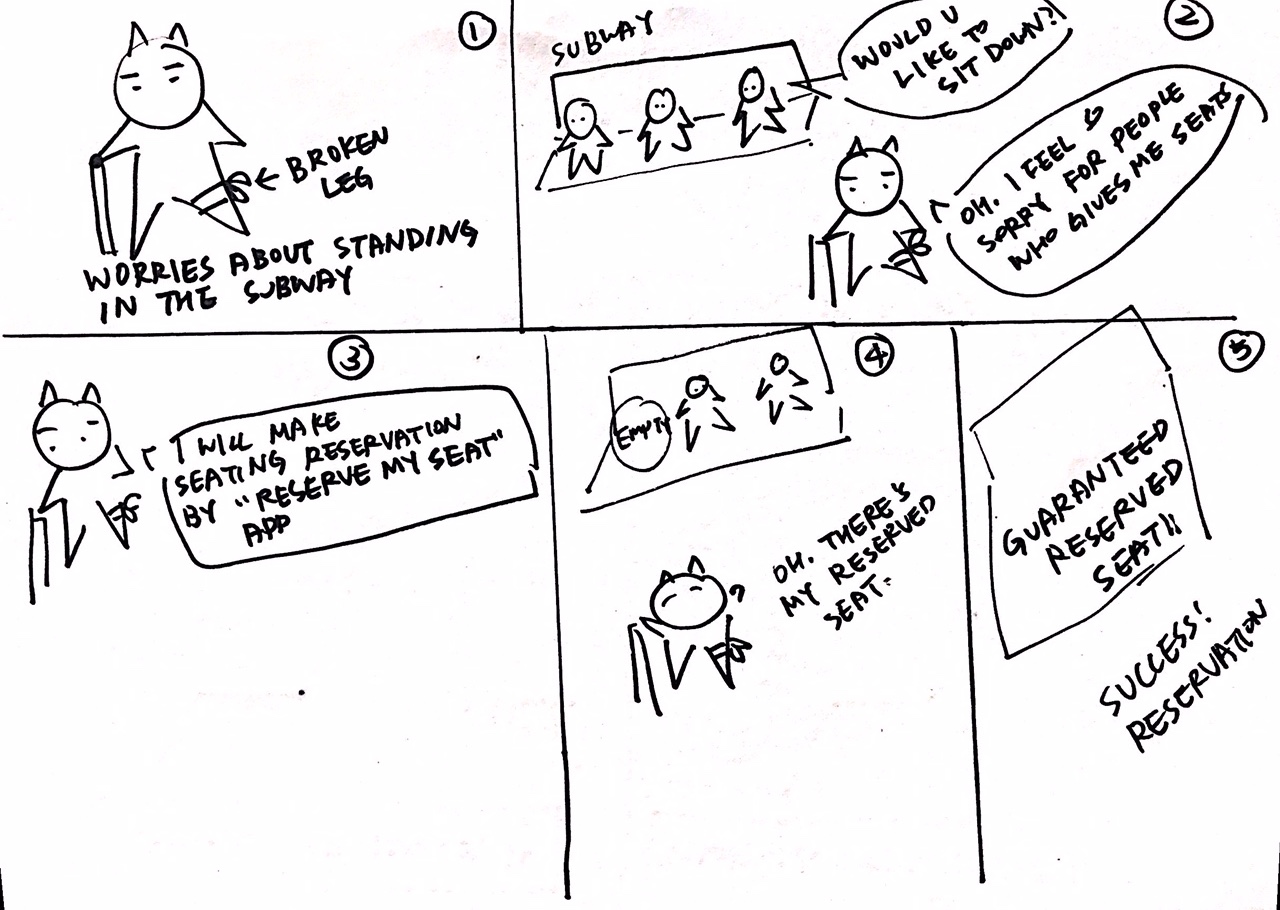 1
← BROKEN
LEG
WORRIES ABOUT STANDING
IN THE SUBWAY
2
SUBWAY
WOULD U
LIKE TO
SIT DOWN?!
OH. I FEEL SO
SORRY FOR PEOPLE
WHO GIVES ME SEATS
3
I WILL MAKE
SEATING RESERVATION
BY "RESERVE MY SEAT"
APP
4
EMPTY
OH. THERE'S
MY RESERVED
SEAT.
5
GUARANTEED
RESERVED
SEAT!!
SUCCESS!
RESERVATION